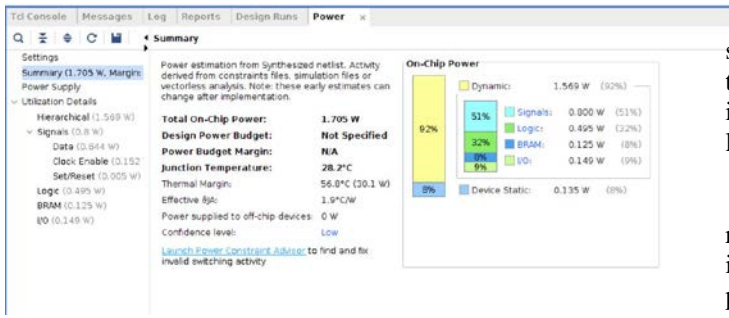 Tcl Console Messages Log Reports Design Runs Power ×
Summary
Settings
Summary (1.705 W, Margin:
Power Supply
Utilization Details
Hierarchical (1.569 W)
Signals (0.8 W)
Data (0.644 W)
Clock Enable (0.152
Set/Reset (0.005 W)
Logic (0.495 W)
BRAM (0.125 W)
I/O (0.149 W)
Power estimation from Synthesized netlist. Activity
derived from constraints files, simulation files or
vectorless analysis. Note: these early estimates can
change after implementation.
Total On-Chip Power: 1.705 W
Design Power Budget: Not Specified
Power Budget Margin: N/A
Junction Temperature: 28.2°C
Thermal Margin: 56.8°C (30.1 W)
Effective ϑJA: 1.9°C/W
Power supplied to off-chip devices: 0 W
Confidence level: Low
Launch Power Constraint Advisor to find and fix
invalid switching activity
On-Chip Power
92%
8%
Dynamic: 1.569 W (92%)
51%
32%
8%
9%
Signals: 0.800 W (51%)
Logic: 0.495 W (32%)
BRAM: 0.125 W (8%)
I/O: 0.149 W (9%)
Device Static: 0.135 W (8%)